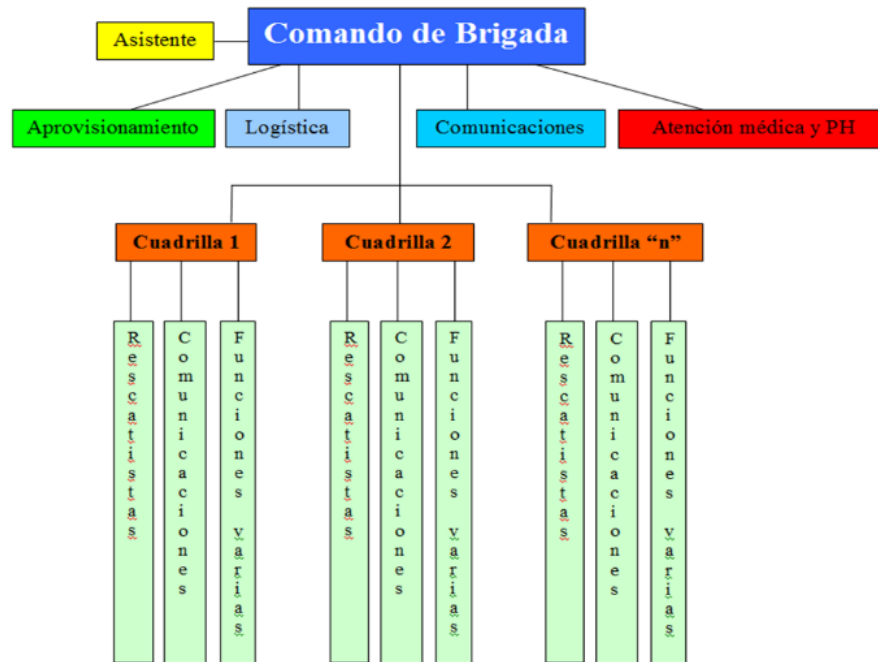 Comando de Brigada
Asistente
Aprovisionamiento
Logística
Comunicaciones
Atención médica y PH
Cuadrilla 1
Cuadrilla 2
Cuadrilla “n”
Rescatistas
Comunicaciones
Funciones varias
Rescatistas
Comunicaciones
Funciones varias
Rescatistas
Comunicaciones
Funciones varias